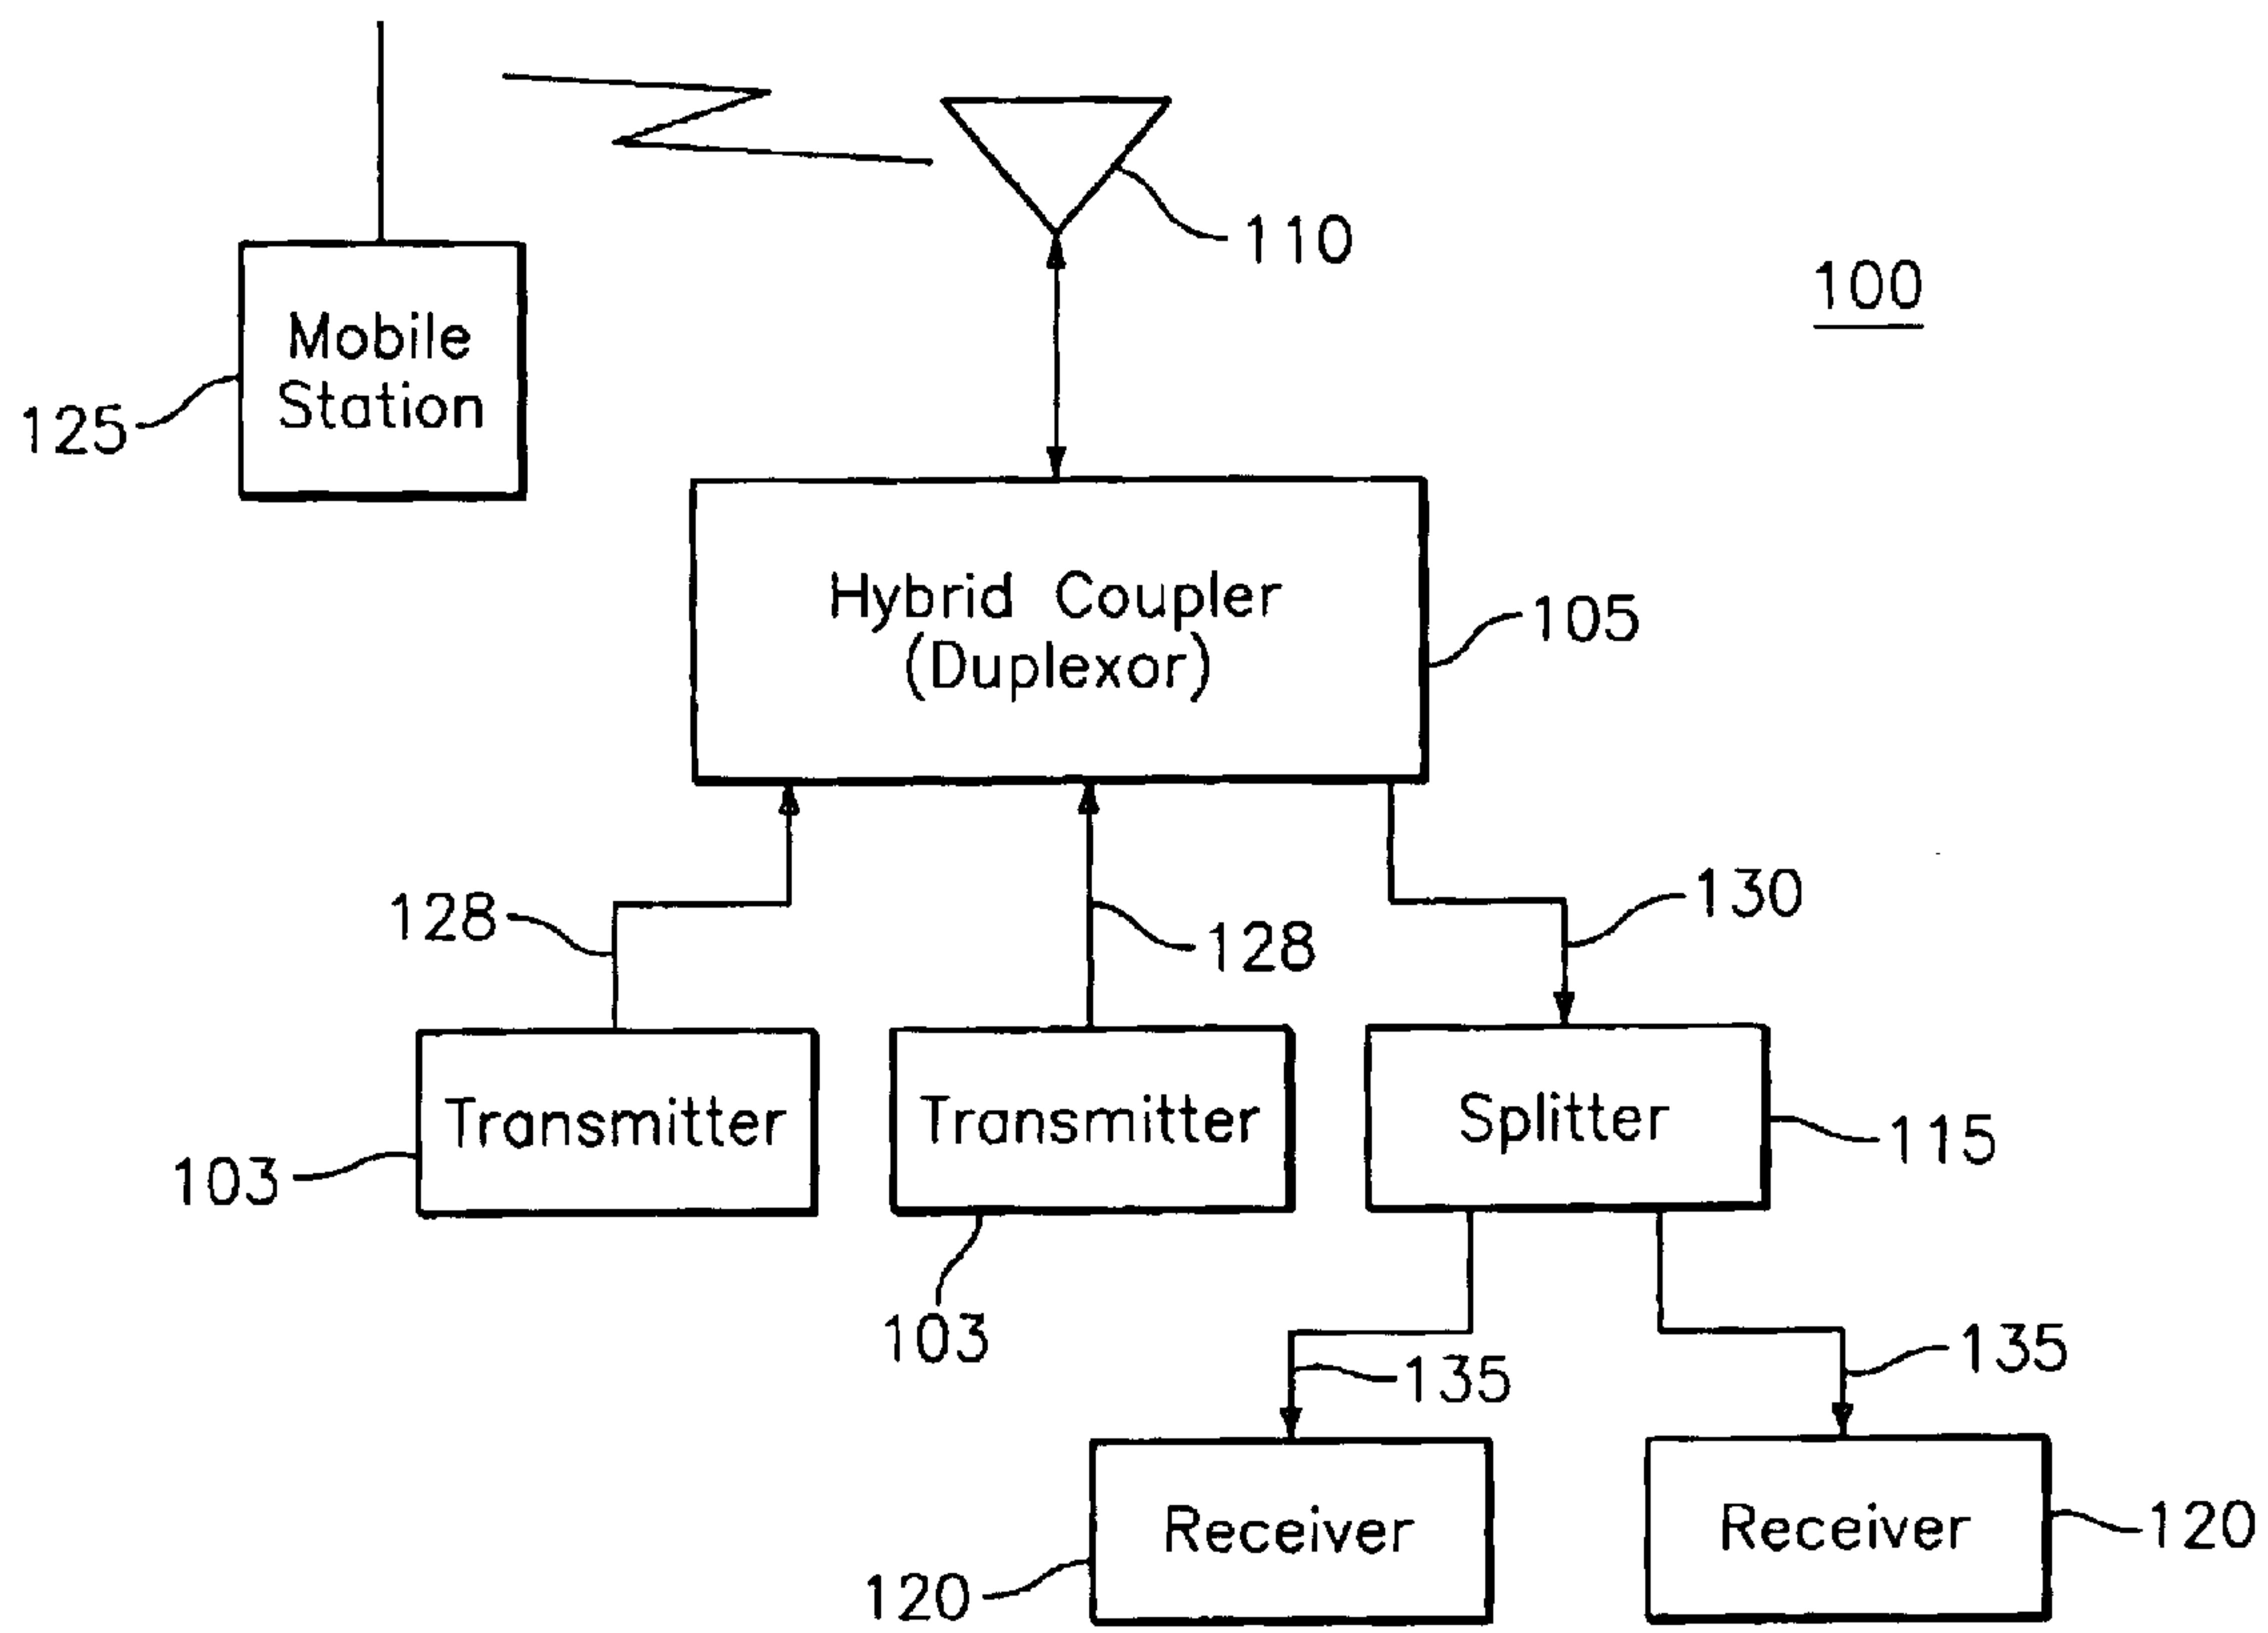 110
100
Mobile
Station
125
Hybrid Coupler
(Duplexor)
105
128
128
130
Transmitter
Transmitter
Splitter
103
103
115
135
135
Receiver
Receiver
120
120